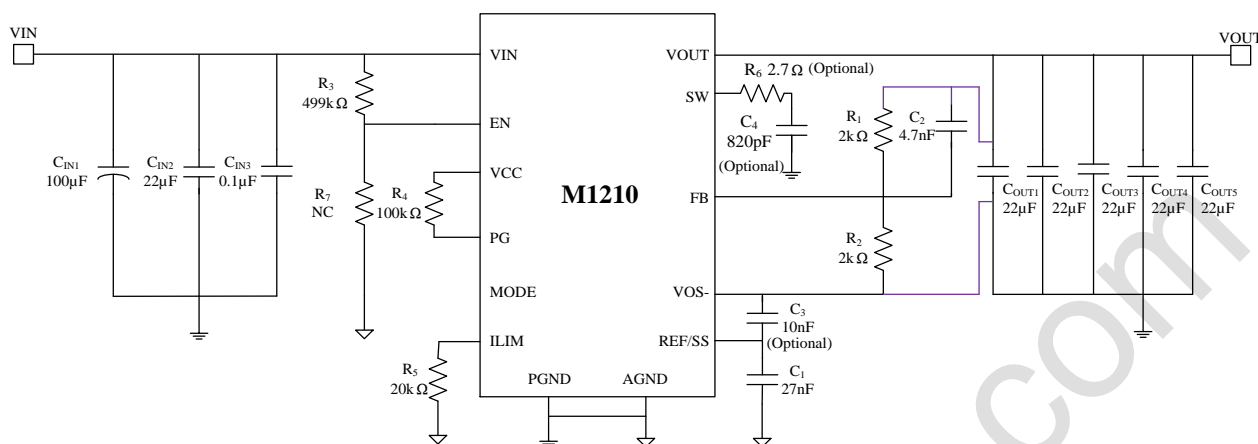 VIN
VOUT
VIN
VOUT
R6 2.7Ω (Optional)
SW
R3
499kΩ
C4
820pF
(Optional)
R1
2kΩ
C2
4.7nF
EN
CIN1
100µF
CIN2
22µF
CIN3
0.1µF
VCC
R7
NC
R4
100kΩ
M1210
FB
COUT1
22µF
COUT2
22µF
COUT3
22µF
COUT4
22µF
COUT5
22µF
PG
R2
2kΩ
MODE
VOS-
C3
10nF
(Optional)
ILIM
REF/SS
R5
20kΩ
PGND
AGND
C1
27nF
com